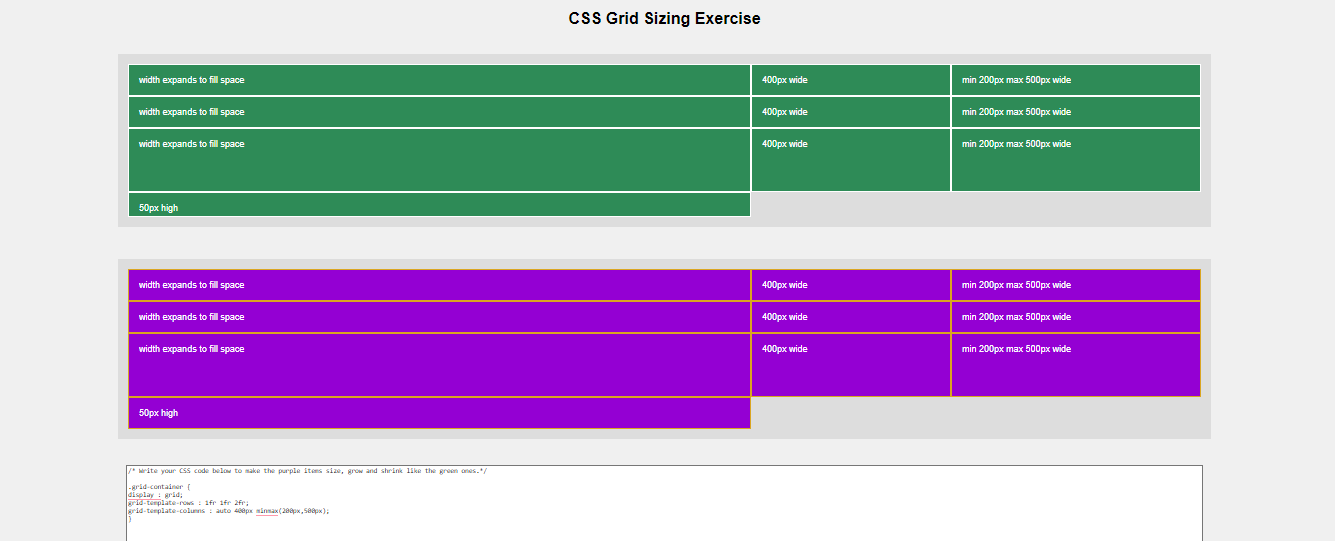 CSS Grid Sizing Exercise
width expands to fill space 400px wide min 200px max 500px wide
width expands to fill space 400px wide min 200px max 500px wide
width expands to fill space 400px wide min 200px max 500px wide
50px high
width expands to fill space 400px wide min 200px max 500px wide
width expands to fill space 400px wide min 200px max 500px wide
width expands to fill space 400px wide min 200px max 500px wide
50px high
/* Write your CSS code below to make the purple items size, grow and shrink like the green ones.*/
.grid-container {
display : grid;
grid-template-rows : 1fr 1fr 2fr;
grid-template-columns : auto 400px minmax(200px,500px);
}